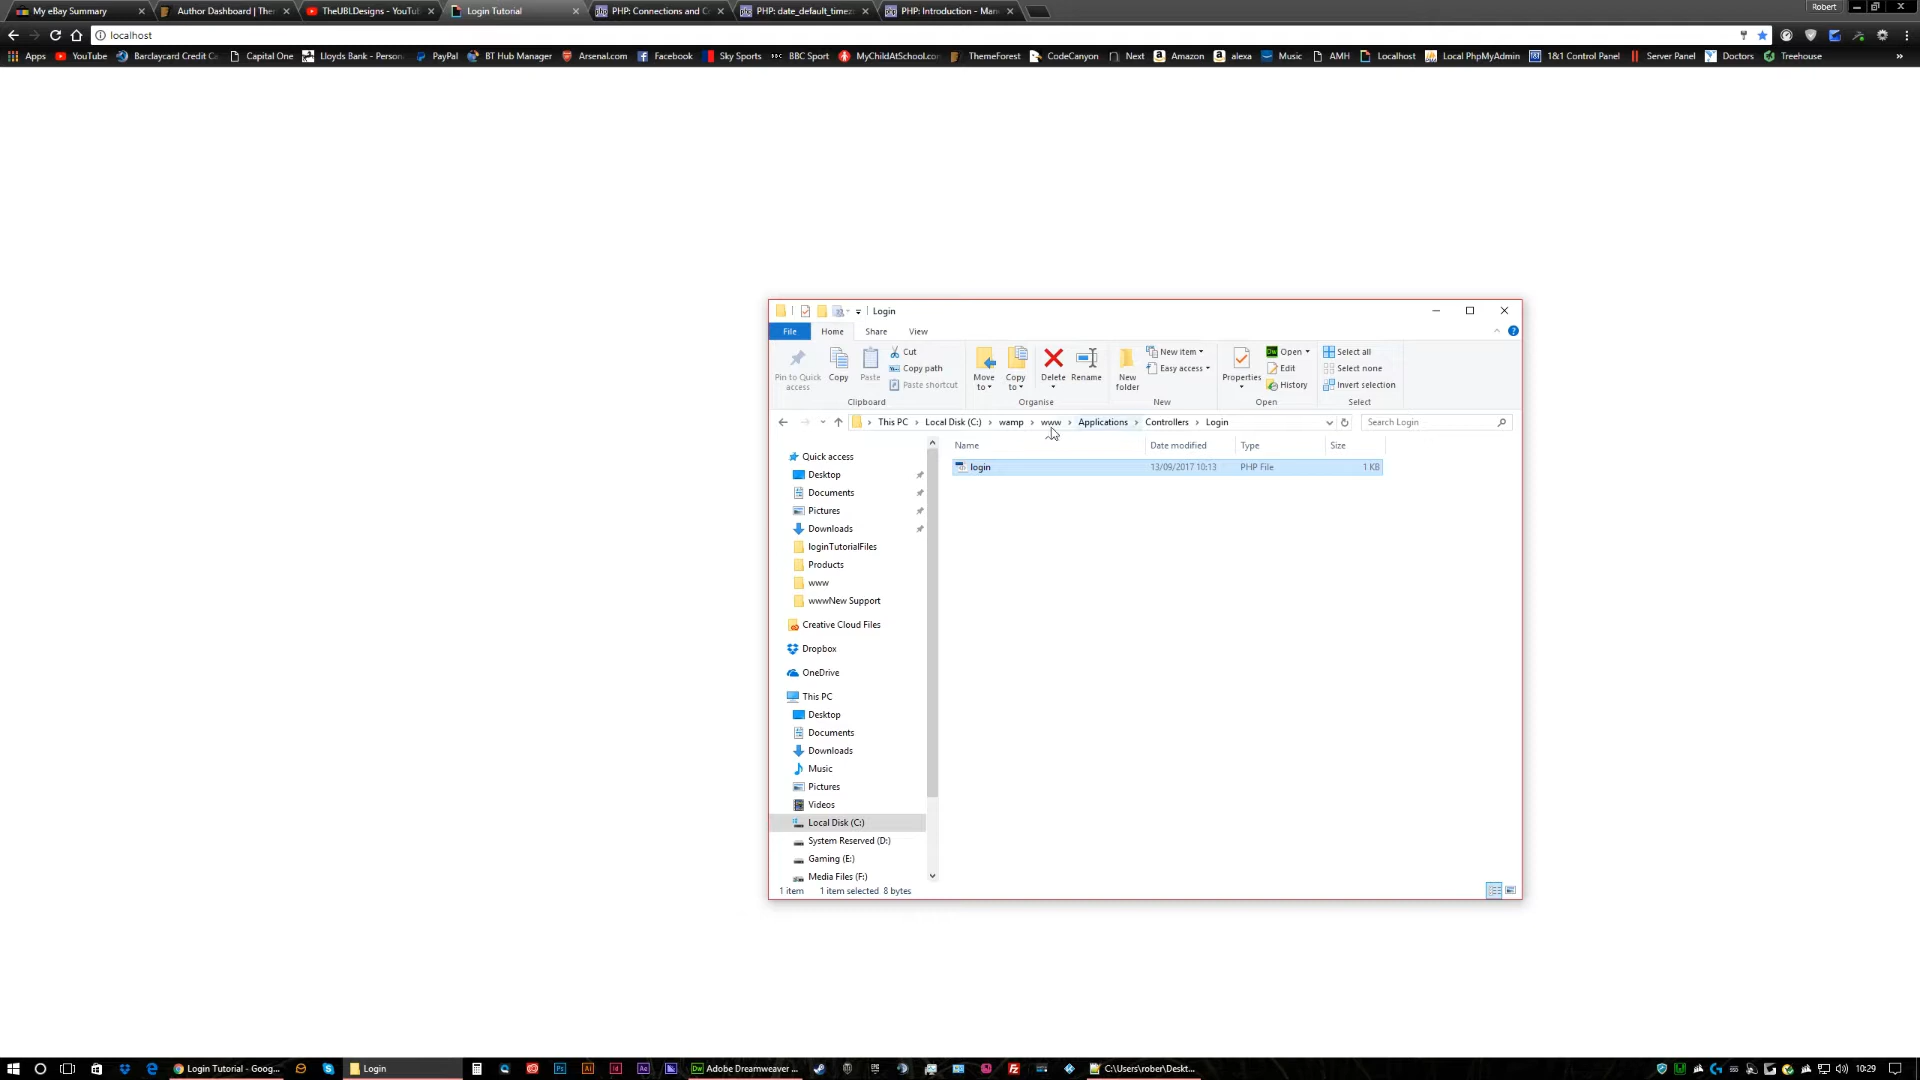 My eBay Summary
Author Dashboard | The
TheUBLDesigns - YouTu
Login Tutorial
PHP: Connections and C
PHP: date_default_timez
PHP: Introduction - Man
Robert
localhost
Apps
YouTube
Barclaycard Credit C
Capital One
Lloyds Bank - Person
PayPal
BT Hub Manager
Arsenal.com
Facebook
Sky Sports
BBC Sport
MyChildAtSchool.co
ThemeForest
CodeCanyon
Next
Amazon
alexa
Music
AMH
Localhost
Local PhpMyAdmin
1&1 Control Panel
Server Panel
Doctors
Treehouse
Login
File
Home
Share
View
Pin to Quick access
Copy
Paste
Cut
Copy path
Paste shortcut
Clipboard
Move to
Copy to
Delete
Rename
Organise
New folder
New item
Easy access
New
Properties
Open
Edit
History
Open
Select all
Select none
Invert selection
Select
This PC > Local Disk (C:) > wamp > www > Applications > Controllers > Login
Search Login
Name
Date modified
Type
Size
login
13/09/2017 10:13
PHP File
1 KB
Quick access
Desktop
Documents
Pictures
Downloads
loginTutorialFiles
Products
www
wwwNew Support
Creative Cloud Files
Dropbox
OneDrive
This PC
Desktop
Documents
Downloads
Music
Pictures
Videos
Local Disk (C:)
System Reserved (D:)
Gaming (E:)
Media Files (F:)
1 item
1 item selected 8 bytes
Login Tutorial - Goog...
Login
Adobe Dreamweaver ...
C:\Users\rober\Deskt...
10:29